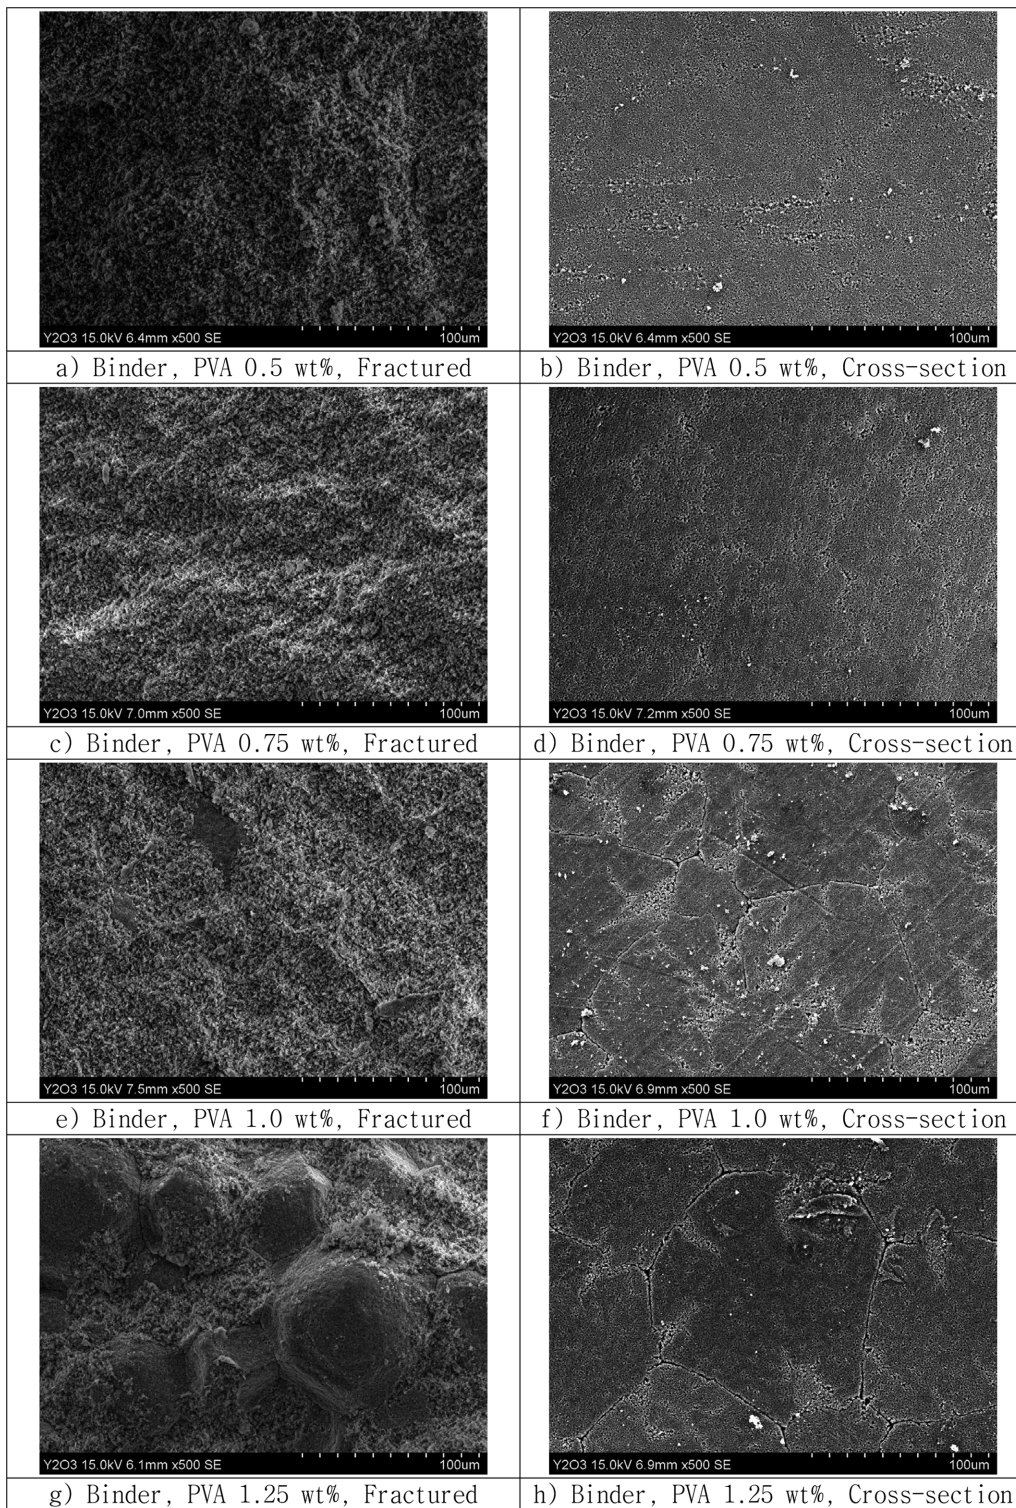 Y2O3 15.0kV 6.4mm x500 SE 100um
Y2O3 15.0kV 6.4mm x500 SE 100um
a) Binder, PVA 0.5 wt%, Fractured
b) Binder, PVA 0.5 wt%, Cross-section
Y2O3 15.0kV 7.0mm x500 SE 100um
Y2O3 15.0kV 7.2mm x500 SE 100um
c) Binder, PVA 0.75 wt%, Fractured
d) Binder, PVA 0.75 wt%, Cross-section
Y2O3 15.0kV 7.5mm x500 SE 100um
Y2O3 15.0kV 6.9mm x500 SE 100um
e) Binder, PVA 1.0 wt%, Fractured
f) Binder, PVA 1.0 wt%, Cross-section
Y2O3 15.0kV 6.1mm x500 SE 100um
Y2O3 15.0kV 6.9mm x500 SE 100um
g) Binder, PVA 1.25 wt%, Fractured
h) Binder, PVA 1.25 wt%, Cross-section